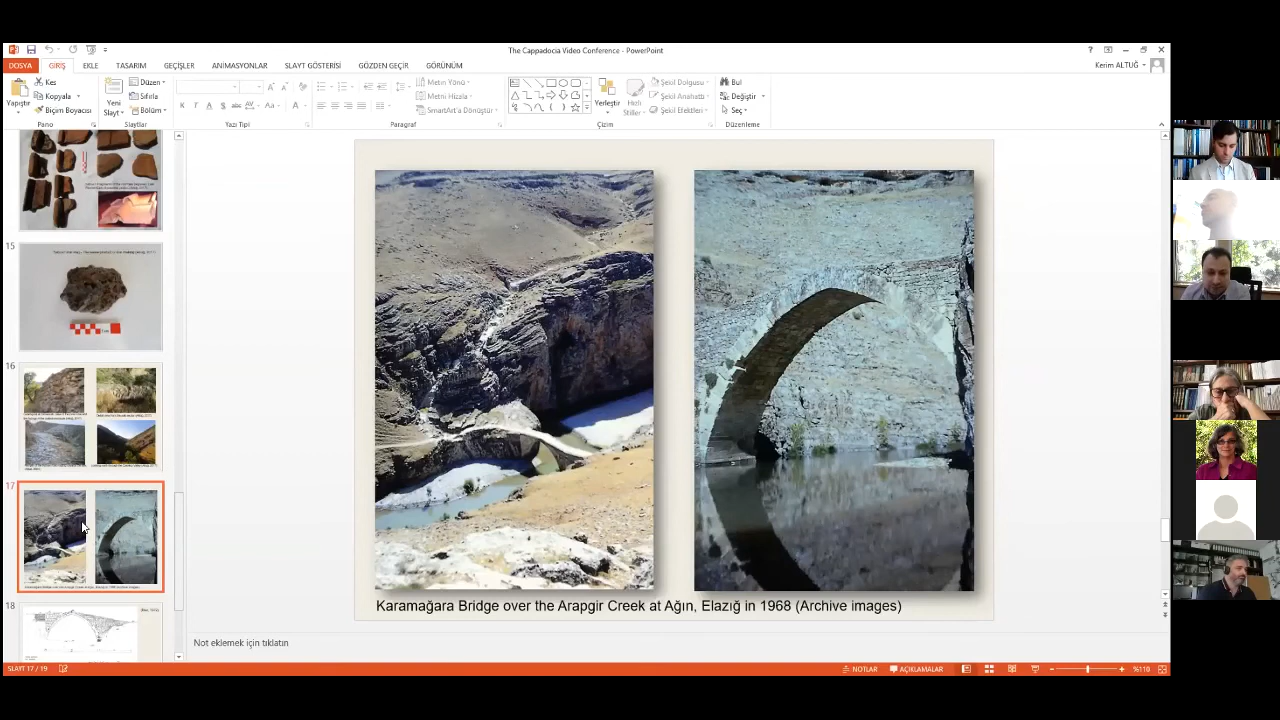 The Cappadocia Video Conference - PowerPoint
DOSYA GİRİŞ EKLE TASARIM GEÇİŞLER ANİMASYONLAR SLAYT GÖSTERİSİ GÖZDEN GEÇİR GÖRÜNÜM
Kerim ALTUĞ
Yapıştır
Kes
Kopyala
Biçim Boyacısı
Pano
Yeni
Slayt
Düzen
Bölüm
Slaytlar
K T A S abc AV Aa A
Yazı Tipi
Metin Yönü
Metni Hizala
SmartArt'a Dönüştür
Paragraf
Yerleştir
Hızlı
Stiller
Şekil Dolgusu
Şekil Anahattı
Şekil Efektleri
Çizim
Bul
Değiştir
Seç
Düzenleme
15
16
17
18
Karamağara Bridge over the Arapgir Creek at Ağın, Elazığ in 1968 (Archive images)
Not eklemek için tıklatın
SLAYT 17 / 19
NOTLAR
AÇIKLAMALAR
%118